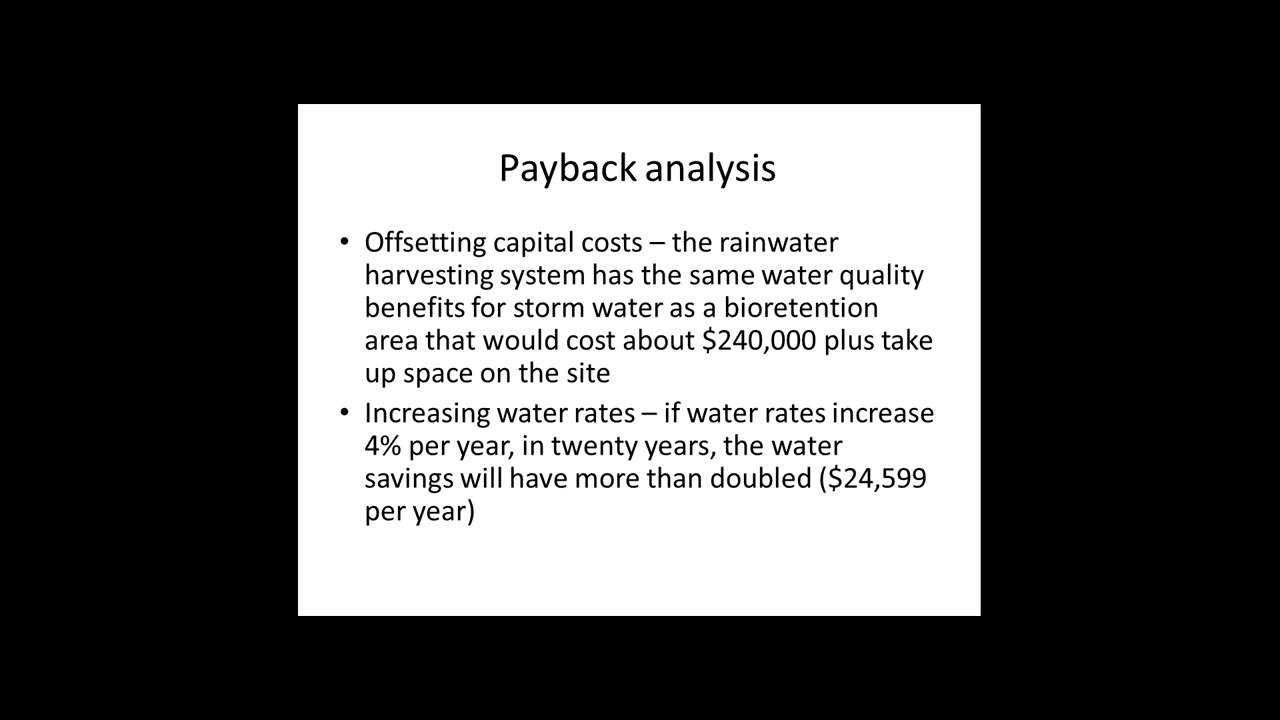 Payback analysis
• Offsetting capital costs – the rainwater
harvesting system has the same water quality
benefits for storm water as a bioretention
area that would cost about $240,000 plus take
up space on the site
• Increasing water rates – if water rates increase
4% per year, in twenty years, the water
savings will have more than doubled ($24,599
per year)